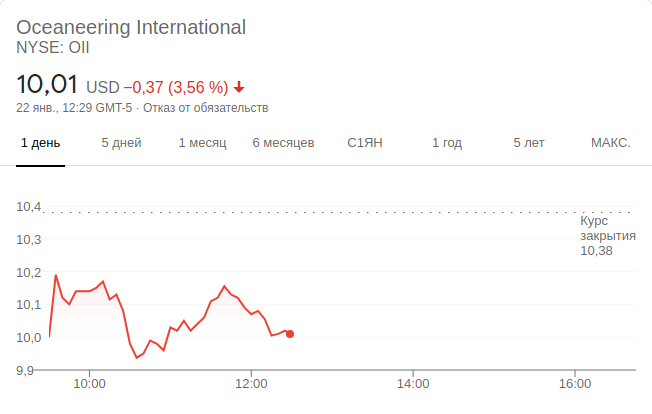 Oceaneering International
NYSE: OII
10,01 USD −0,37 (3,56 %)
22 янв., 12:29 GMT-5 · Отказ от обязательств
1 день 5 дней 1 месяц 6 месяцев С1ЯН 1 год 5 лет МАКС.
10,4
Курс
закрытия
10,38
10,3
10,2
10,1
10,0
9,9
10:00 12:00 14:00 16:00